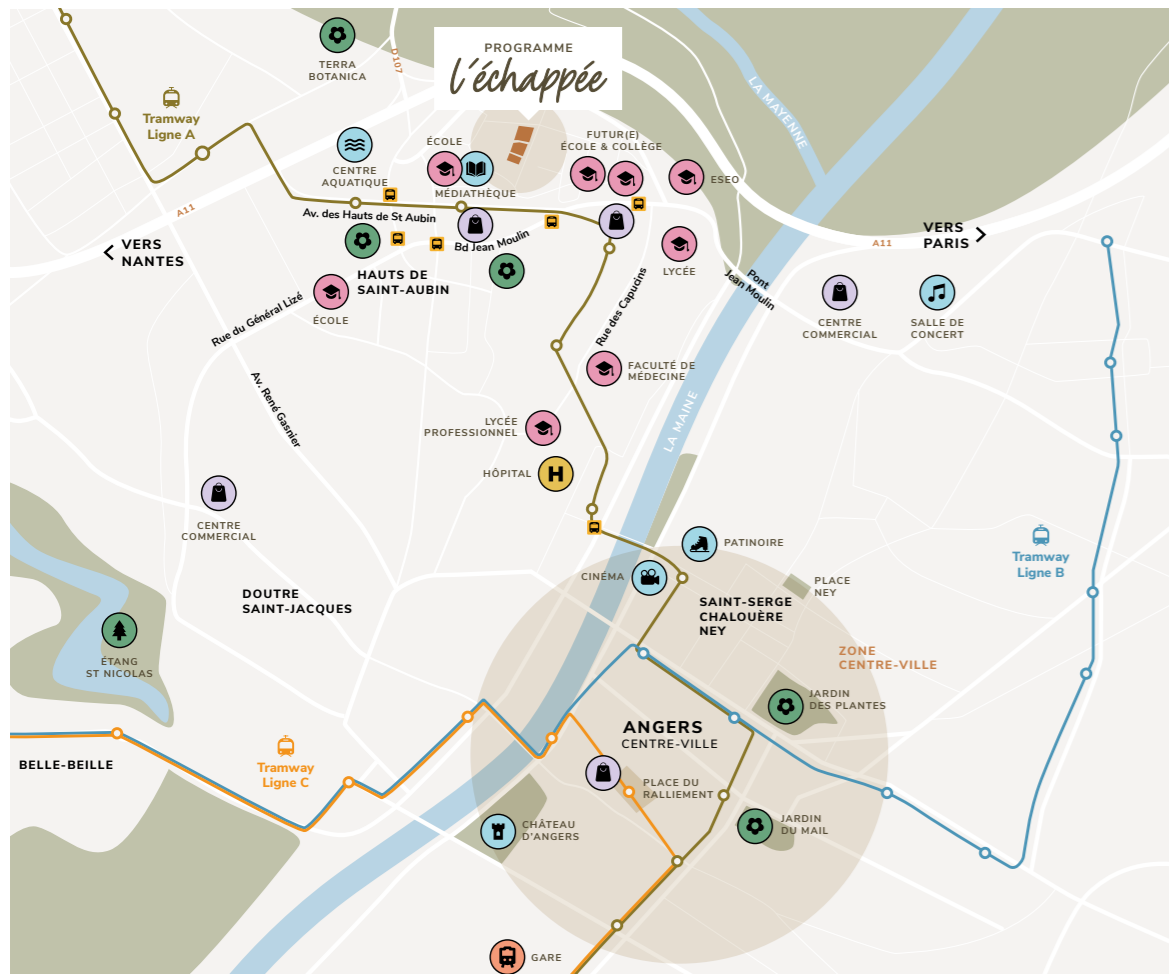 PROGRAMME
l'échappée
TERRA
BOTANICA
D107
LA MAYENNE
Tramway
Ligne A
CENTRE
AQUATIQUE
ÉCOLE
MÉDIATHÈQUE
FUTUR(E)
ÉCOLE & COLLÈGE
ESEO
A11
Av. des Hauts de St Aubin
Bd Jean Moulin
VERS
NANTES
VERS
PARIS
A11
HAUTS DE
SAINT-AUBIN
LYCÉE
Pont
Jean Moulin
ÉCOLE
Rue du Général Lizé
Rue des Capucins
CENTRE
COMMERCIAL
SALLE DE
CONCERT
FACULTÉ DE
MÉDECINE
Av. René Gasnier
LA MAINE
LYCÉE
PROFESSIONNEL
HÔPITAL
H
CENTRE
COMMERCIAL
PATINOIRE
CINÉMA
Tramway
Ligne B
PLACE
NEY
DOUTRE
SAINT-JACQUES
SAINT-SERGE
CHALOUÈRE
NEY
ZONE
CENTRE-VILLE
ÉTANG
ST NICOLAS
JARDIN
DES PLANTES
ANGERS
CENTRE-VILLE
BELLE-BEILLE
Tramway
Ligne C
PLACE DU
RALLIEMENT
CHÂTEAU
D'ANGERS
JARDIN
DU MAIL
GARE